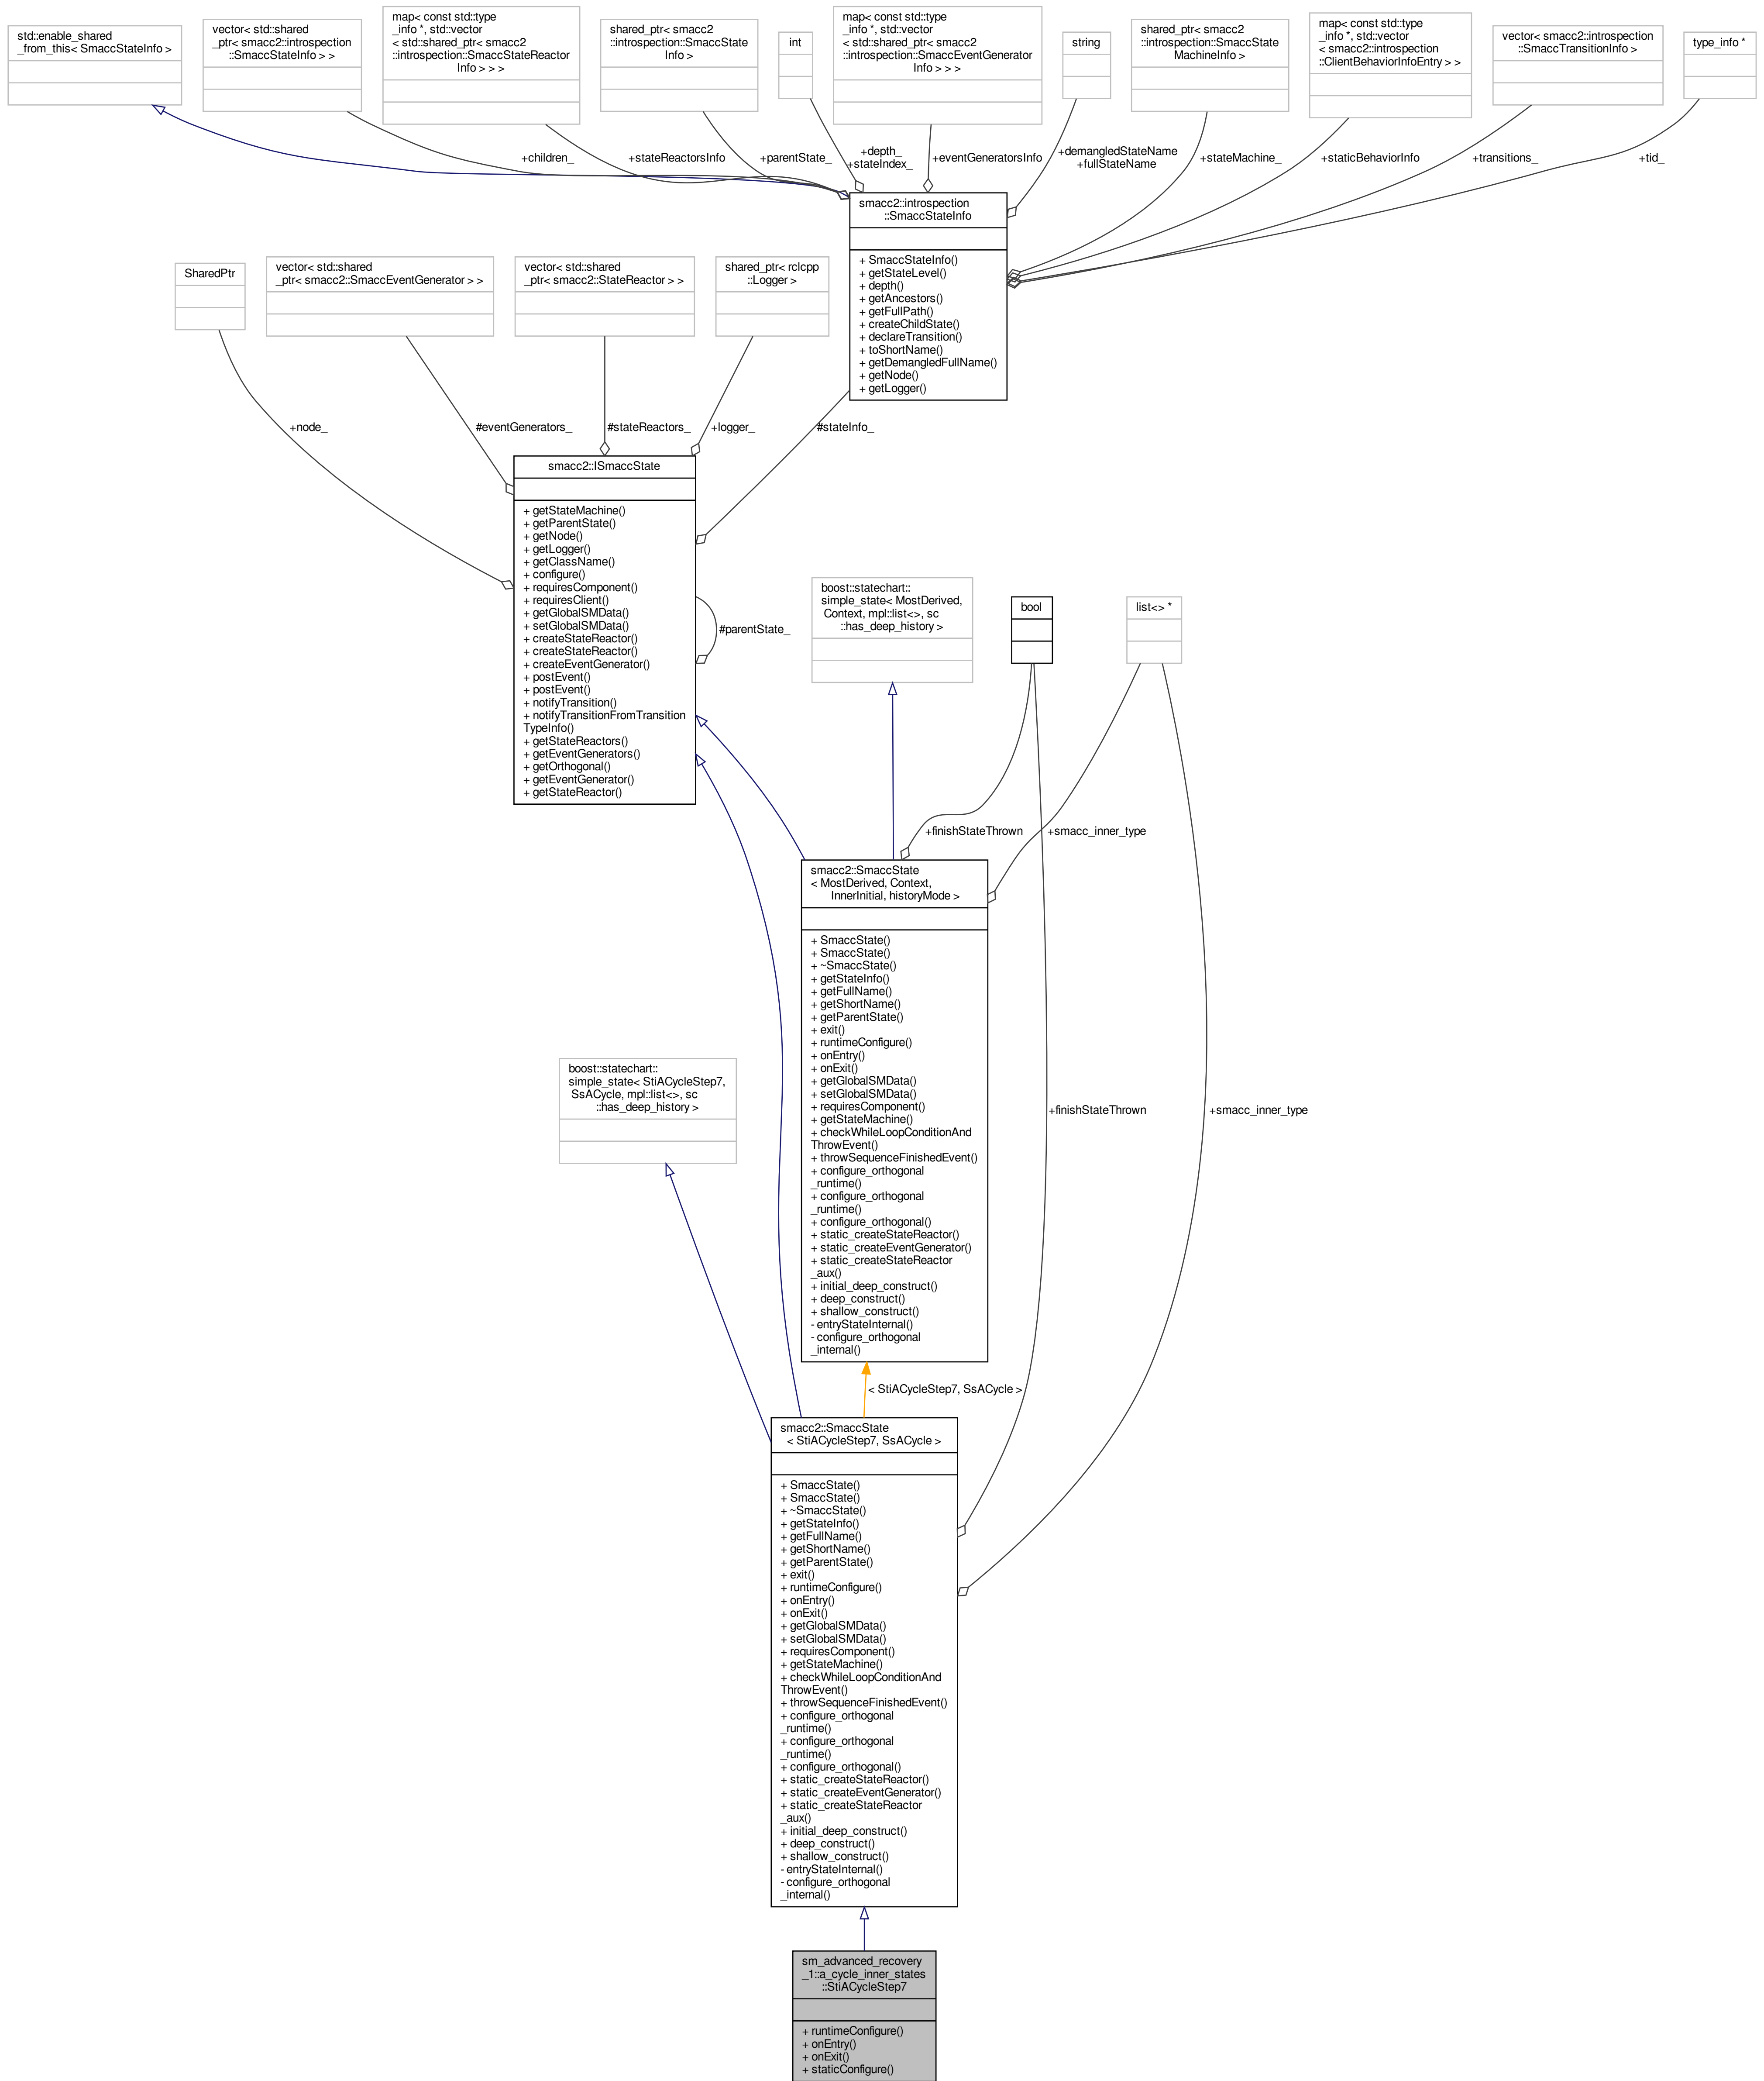 std::enable_shared
_from_this< SmaccStateInfo >
vector< std::shared
_ptr< smacc2::introspection
::SmaccStateInfo > >
map< const std::type
_info *, std::vector
< std::shared_ptr< smacc2
::introspection::SmaccStateReactor
Info > > >
shared_ptr< smacc2
::introspection::SmaccState
Info >
int
map< const std::type
_info *, std::vector
< std::shared_ptr< smacc2
::introspection::SmaccEventGenerator
Info > > >
string
shared_ptr< smacc2
::introspection::SmaccState
MachineInfo >
map< const std::type
_info *, std::vector
< smacc2::introspection
::ClientBehaviorInfoEntry > >
vector< smacc2::introspection
::SmaccTransitionInfo >
type_info *
+children_
+stateReactorsInfo
+parentState_
+depth_
+stateIndex_
+eventGeneratorsInfo
+demangledStateName
+fullStateName
+stateMachine_
+staticBehaviorInfo
+transitions_
+tid_
smacc2::introspection
::SmaccStateInfo
+ SmaccStateInfo()
+ getStateLevel()
+ depth()
+ getAncestors()
+ getFullPath()
+ createChildState()
+ declareTransition()
+ toShortName()
+ getDemangledFullName()
+ getNode()
+ getLogger()
SharedPtr
vector< std::shared
_ptr< smacc2::SmaccEventGenerator > >
vector< std::shared
_ptr< smacc2::StateReactor > >
shared_ptr< rclcpp
::Logger >
+node_
#eventGenerators_
#stateReactors_
+logger_
#stateInfo_
smacc2::ISmaccState
+ getStateMachine()
+ getParentState()
+ getNode()
+ getLogger()
+ getClassName()
+ configure()
+ requiresComponent()
+ requiresClient()
+ getGlobalSMData()
+ setGlobalSMData()
+ createStateReactor()
+ createStateReactor()
+ createEventGenerator()
+ postEvent()
+ postEvent()
+ notifyTransition()
+ notifyTransitionFromTransition
TypeInfo()
+ getStateReactors()
+ getEventGenerators()
+ getOrthogonal()
+ getEventGenerator()
+ getStateReactor()
#parentState_
boost::statechart::
simple_state< MostDerived,
Context, mpl::list<>, sc
::has_deep_history >
bool
list<> *
+finishStateThrown
+smacc_inner_type
smacc2::SmaccState
< MostDerived, Context,
InnerInitial, historyMode >
+ SmaccState()
+ SmaccState()
+ ~SmaccState()
+ getStateInfo()
+ getFullName()
+ getShortName()
+ getParentState()
+ exit()
+ runtimeConfigure()
+ onEntry()
+ onExit()
+ getGlobalSMData()
+ setGlobalSMData()
+ requiresComponent()
+ getStateMachine()
+ checkWhileLoopConditionAnd
ThrowEvent()
+ throwSequenceFinishedEvent()
+ configure_orthogonal
_runtime()
+ configure_orthogonal
_runtime()
+ configure_orthogonal()
+ static_createStateReactor()
+ static_createEventGenerator()
+ static_createStateReactor
_aux()
+ initial_deep_construct()
+ deep_construct()
+ shallow_construct()
- entryStateInternal()
- configure_orthogonal
_internal()
boost::statechart::
simple_state< StiACycleStep7,
SsACycle, mpl::list<>, sc
::has_deep_history >
+finishStateThrown
+smacc_inner_type
< StiACycleStep7, SsACycle >
smacc2::SmaccState
< StiACycleStep7, SsACycle >
+ SmaccState()
+ SmaccState()
+ ~SmaccState()
+ getStateInfo()
+ getFullName()
+ getShortName()
+ getParentState()
+ exit()
+ runtimeConfigure()
+ onEntry()
+ onExit()
+ getGlobalSMData()
+ setGlobalSMData()
+ requiresComponent()
+ getStateMachine()
+ checkWhileLoopConditionAnd
ThrowEvent()
+ throwSequenceFinishedEvent()
+ configure_orthogonal
_runtime()
+ configure_orthogonal
_runtime()
+ configure_orthogonal()
+ static_createStateReactor()
+ static_createEventGenerator()
+ static_createStateReactor
_aux()
+ initial_deep_construct()
+ deep_construct()
+ shallow_construct()
- entryStateInternal()
- configure_orthogonal
_internal()
sm_advanced_recovery
_1::a_cycle_inner_states
::StiACycleStep7
+ runtimeConfigure()
+ onEntry()
+ onExit()
+ staticConfigure()